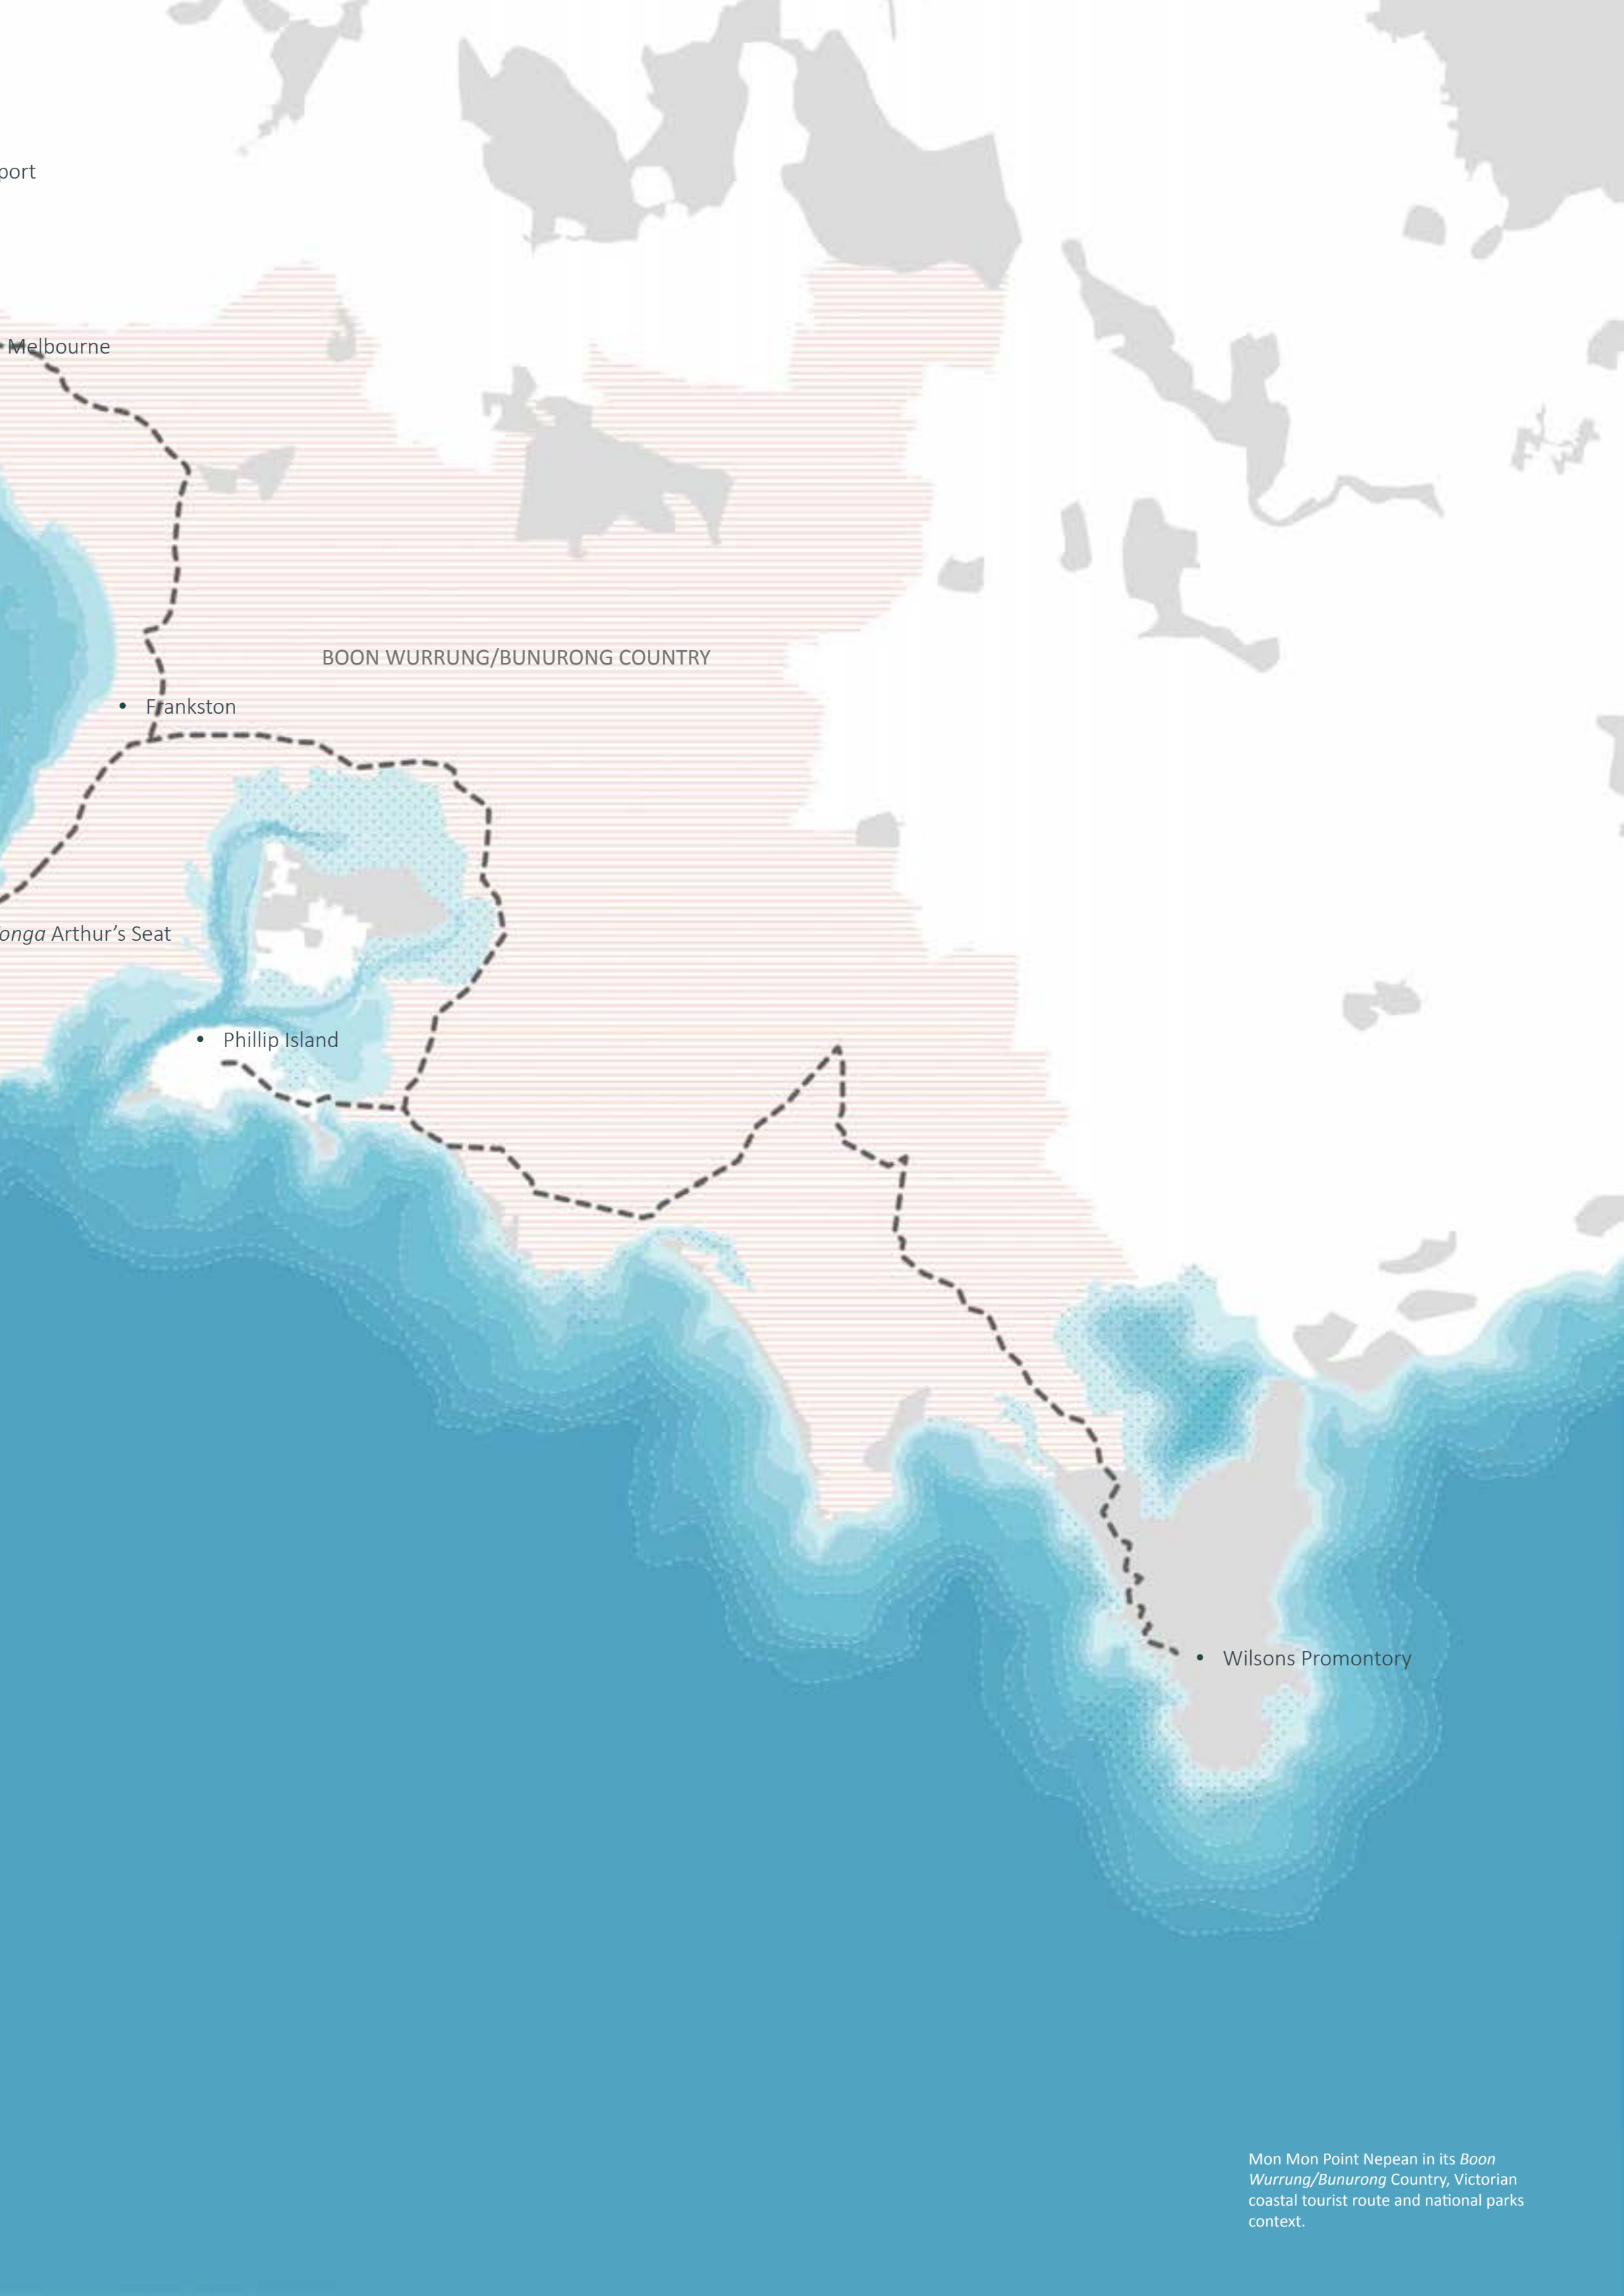 port
Melbourne
BOON WURRUNG/BUNURONG COUNTRY
• Frankston
onga Arthur’s Seat
• Phillip Island
• Wilsons Promontory
Mon Mon Point Nepean in its Boon
Wurrung/Bunurong Country, Victorian
coastal tourist route and national parks
context.